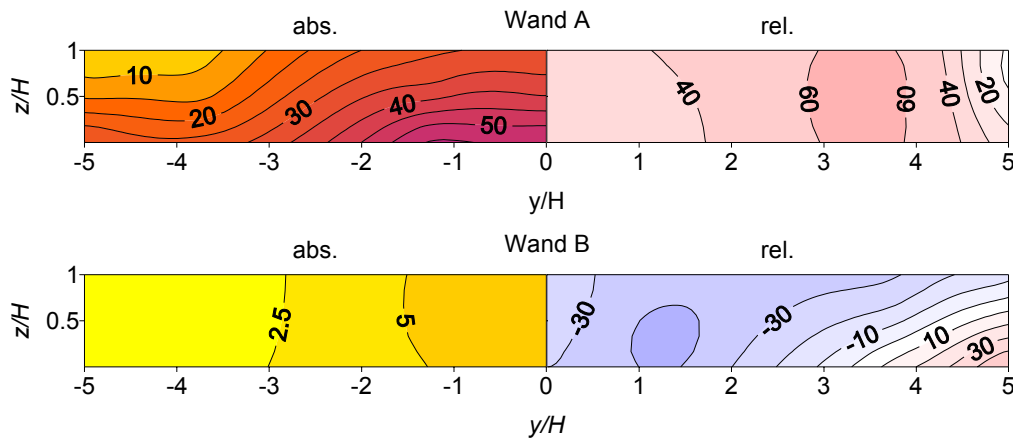 abs. Wand A rel.
z/H
1
0.5
10 20 30 40 50 40 60 60 40 20
-5 -4 -3 -2 -1 0 1 2 3 4 5
y/H
abs. Wand B rel.
z/H
1
0.5
2.5 5 -30 -30 -10 10 30
-5 -4 -3 -2 -1 0 1 2 3 4 5
y/H